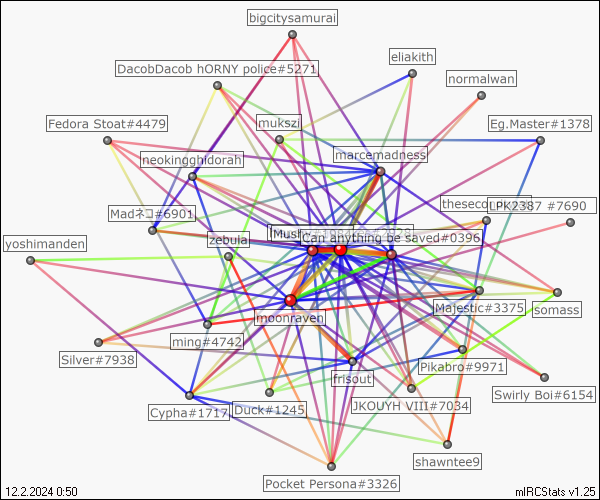 bigcitysamurai
eliakith
DacobDacob hORNY police#5271
normalwan
Fedora Stoat#4479
mukszi
Eg.Master#1378
marcemadness
neokingghidorah
LPK2387 #7690
Madネコ#6901
zebula
Can anything be saved#0396
yoshimanden
Majestic#3375
somass
moonraven
ming#4742
Silver#7938
Pikabro#9971
frisout
Swirly Boi#6154
Cypha#1717
Duck#1245
JKOUYH VIII#7034
shawntee9
Pocket Persona#3326
12.2.2024 0:50
mIRCStats v1.25